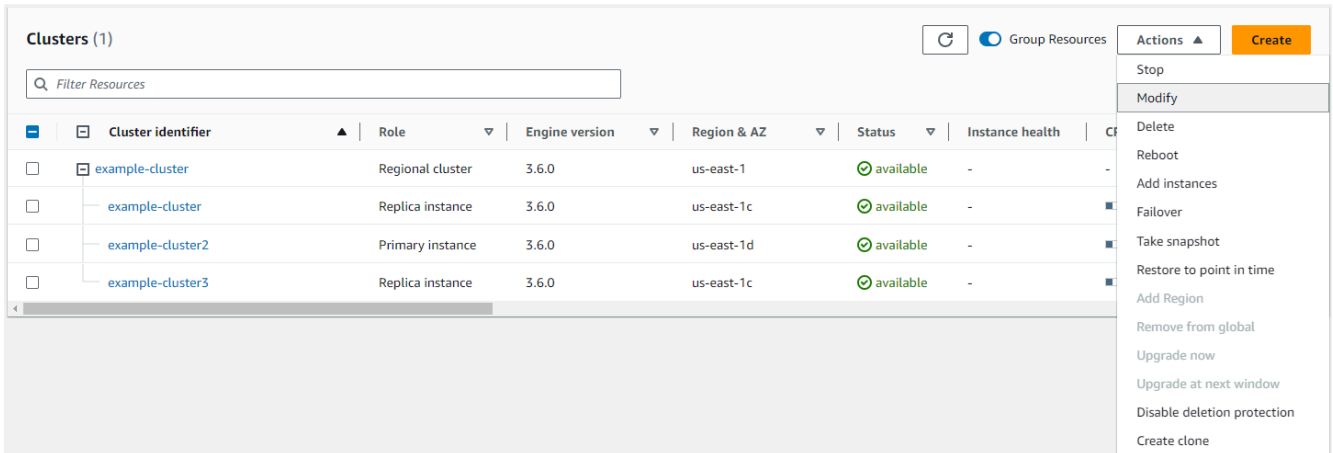 Clusters (1)
Group Resources
Actions
Create
Filter Resources
Cluster identifier Role Engine version Region & AZ Status Instance health
example-cluster Regional cluster 3.6.0 us-east-1 available - -
example-cluster Replica instance 3.6.0 us-east-1c available -
example-cluster2 Primary instance 3.6.0 us-east-1d available -
example-cluster3 Replica instance 3.6.0 us-east-1c available -
Stop
Modify
Delete
Reboot
Add instances
Failover
Take snapshot
Restore to point in time
Add Region
Remove from global
Upgrade now
Upgrade at next window
Disable deletion protection
Create clone